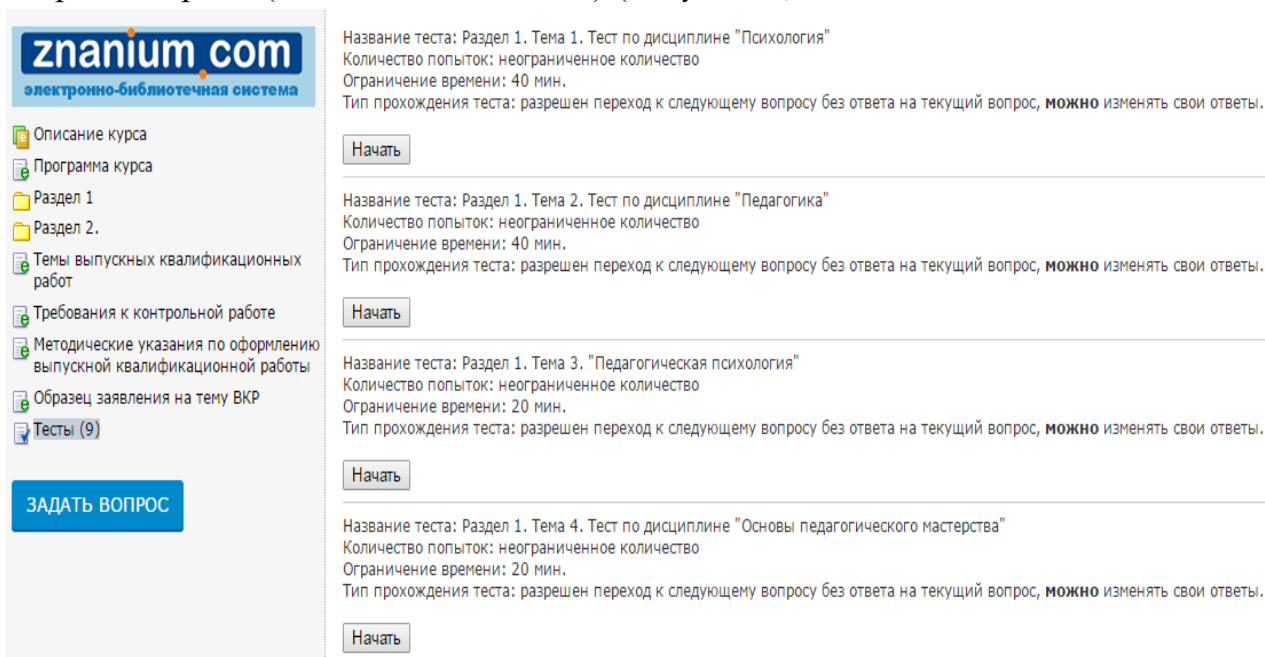 znanium.com
электронно-библиотечная система
Описание курса
Программа курса
Раздел 1
Раздел 2.
Темы выпускных квалификационных
работ
Требования к контрольной работе
Методические указания по оформлению
выпускной квалификационной работы
Образец заявления на тему ВКР
Тесты (9)
ЗАДАТЬ ВОПРОС
Название теста: Раздел 1. Тема 1. Тест по дисциплине "Психология"
Количество попыток: неограниченное количество
Ограничение времени: 40 мин.
Тип прохождения теста: разрешен переход к следующему вопросу без ответа на текущий вопрос, можно изменять свои ответы.
Начать
Название теста: Раздел 1. Тема 2. Тест по дисциплине "Педагогика"
Количество попыток: неограниченное количество
Ограничение времени: 40 мин.
Тип прохождения теста: разрешен переход к следующему вопросу без ответа на текущий вопрос, можно изменять свои ответы.
Начать
Название теста: Раздел 1. Тема 3. "Педагогическая психология"
Количество попыток: неограниченное количество
Ограничение времени: 20 мин.
Тип прохождения теста: разрешен переход к следующему вопросу без ответа на текущий вопрос, можно изменять свои ответы.
Начать
Название теста: Раздел 1. Тема 4. Тест по дисциплине "Основы педагогического мастерства"
Количество попыток: неограниченное количество
Ограничение времени: 20 мин.
Тип прохождения теста: разрешен переход к следующему вопросу без ответа на текущий вопрос, можно изменять свои ответы.
Начать